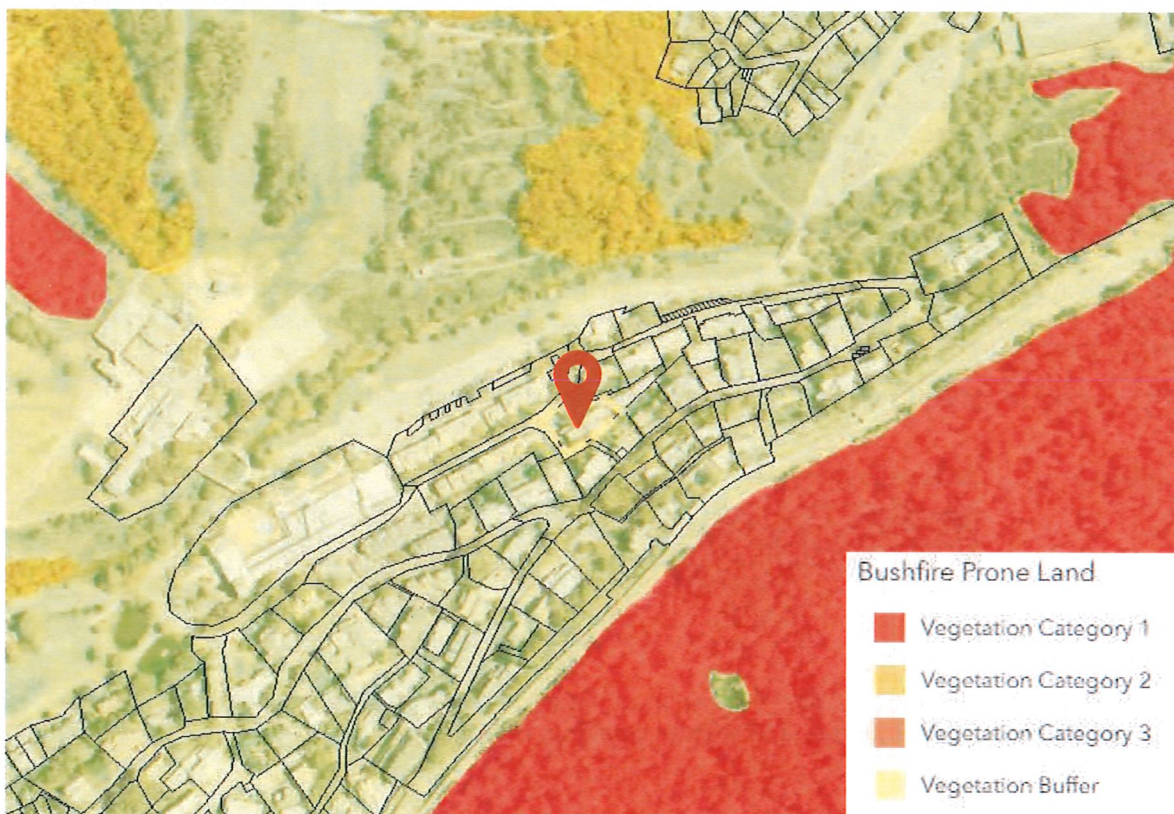 Bushfire Prone Land
Vegetation Category 1
Vegetation Category 2
Vegetation Category 3
Vegetation Buffer